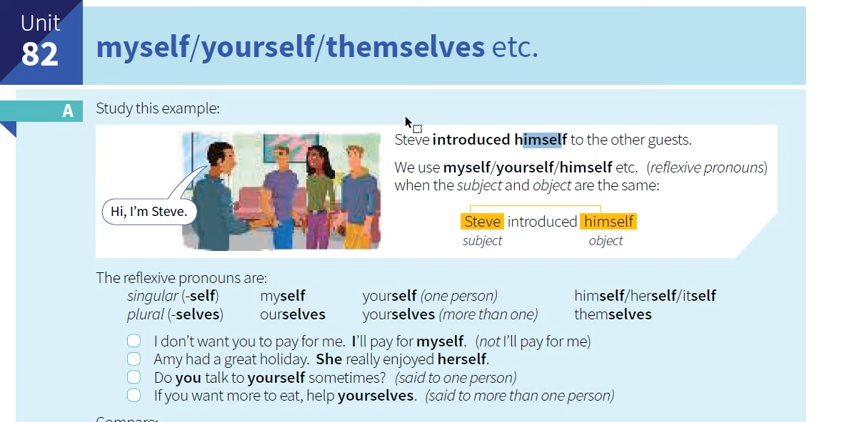 Unit
82
myself/yourself/themselves etc.
A
Study this example:
Hi, I'm Steve.
Steve introduced himself to the other guests.
We use myself/yourself/himself etc. (reflexive pronouns)
when the subject and object are the same:
Steve introduced himself
subject object
The reflexive pronouns are:
singular (-self) myself yourself (one person) himself/herself/itself
plural (-selves) ourselves yourselves (more than one) themselves
I don't want you to pay for me. I'll pay for myself. (not I'll pay for me)
Amy had a great holiday. She really enjoyed herself.
Do you talk to yourself sometimes? (said to one person)
If you want more to eat, help yourselves. (said to more than one person)
Compare: